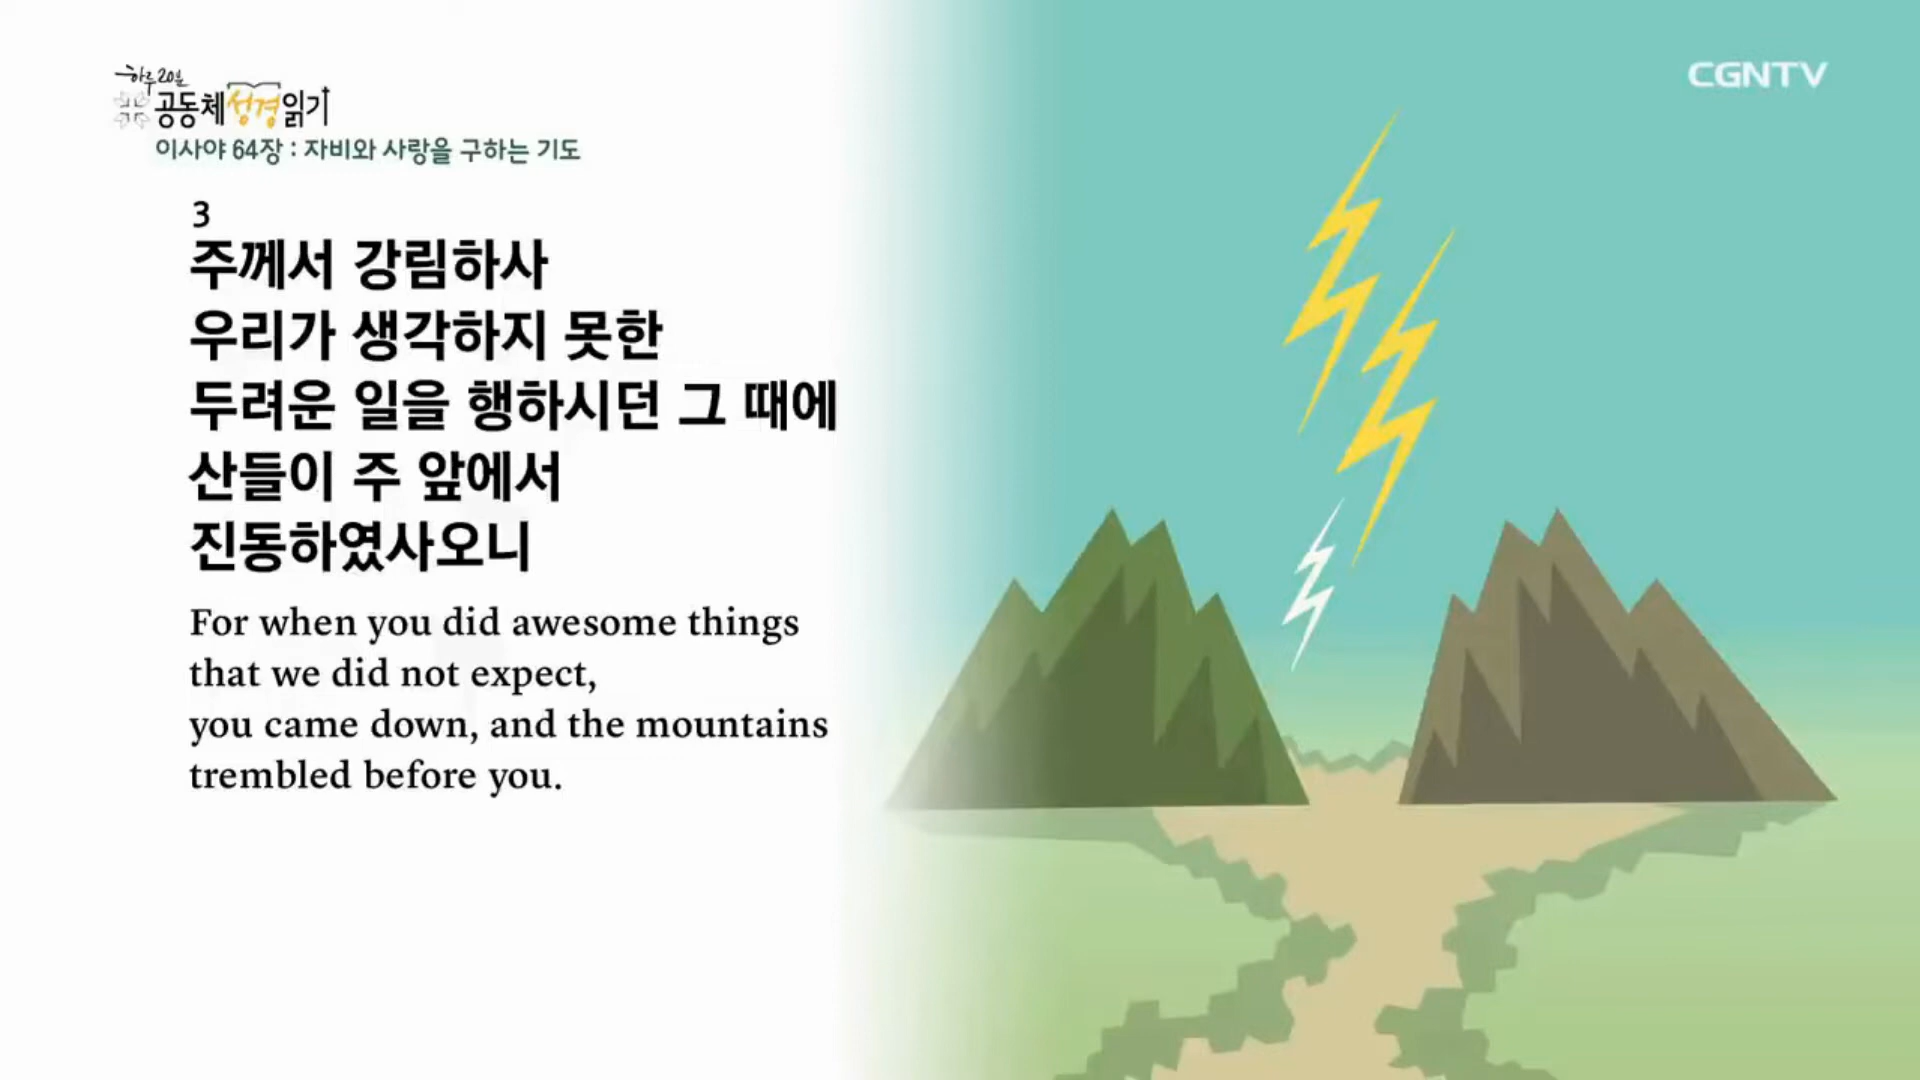 하루 20분
공동체성경읽기
CGNTV
이사야 64장 : 자비와 사랑을 구하는 기도
3
주께서 강림하사
우리가 생각하지 못한
두려운 일을 행하시던 그 때에
산들이 주 앞에서
진동하였사오니
For when you did awesome things
that we did not expect,
you came down, and the mountains
trembled before you.